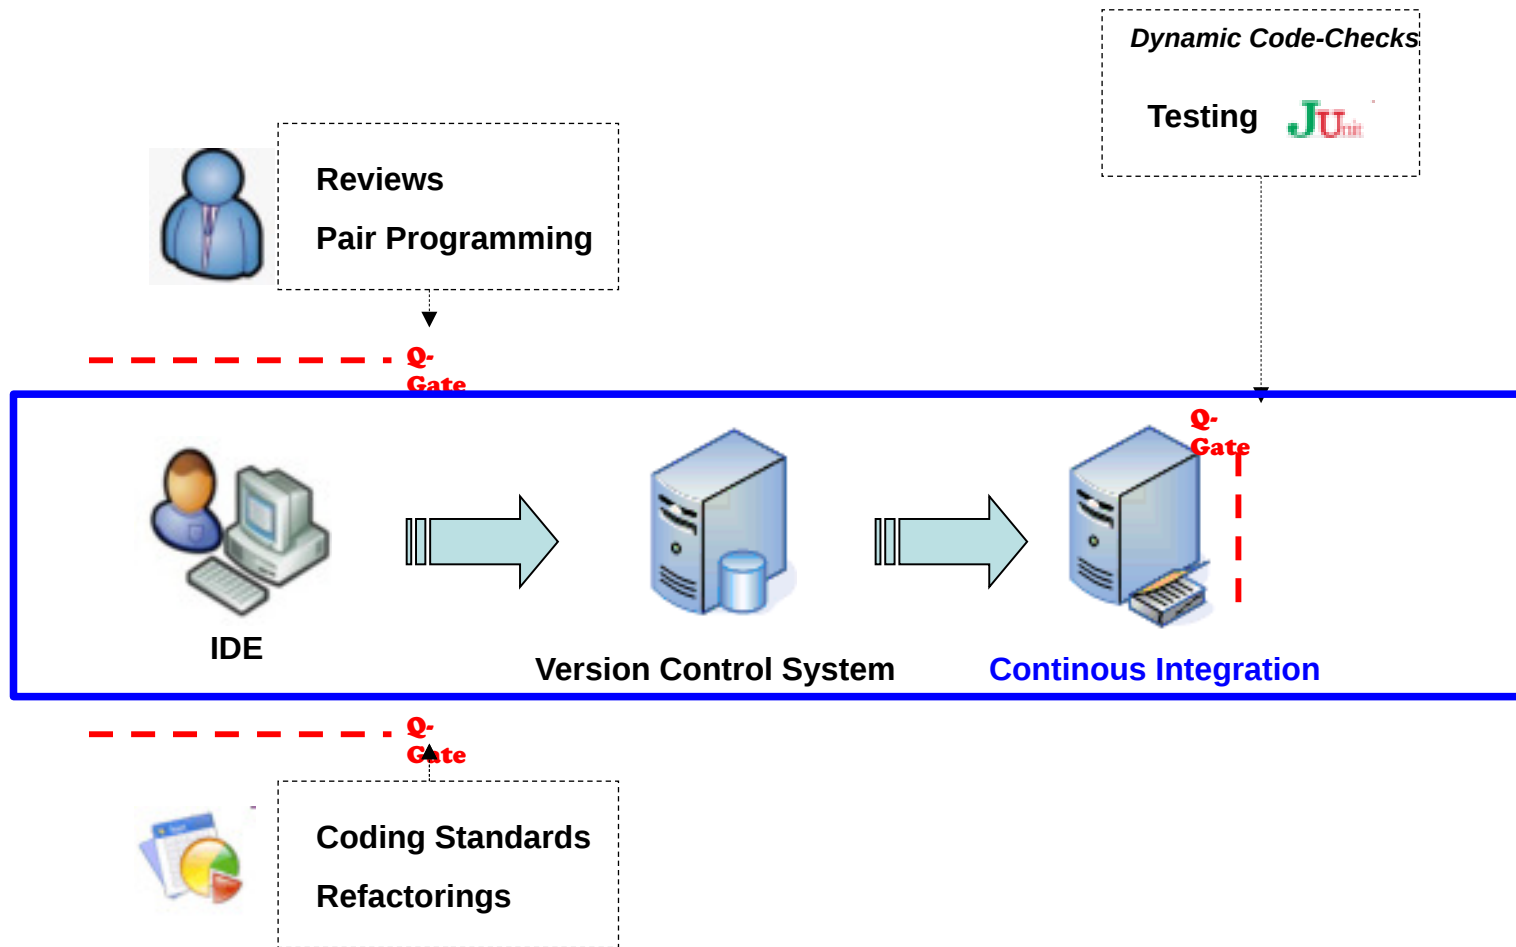 Dynamic Code-Checks
Testing JUnit
Reviews
Pair Programming
Q-
Gate
Q-
Gate
IDE
Version Control System
Continous Integration
Q-
Gate
Coding Standards
Refactorings